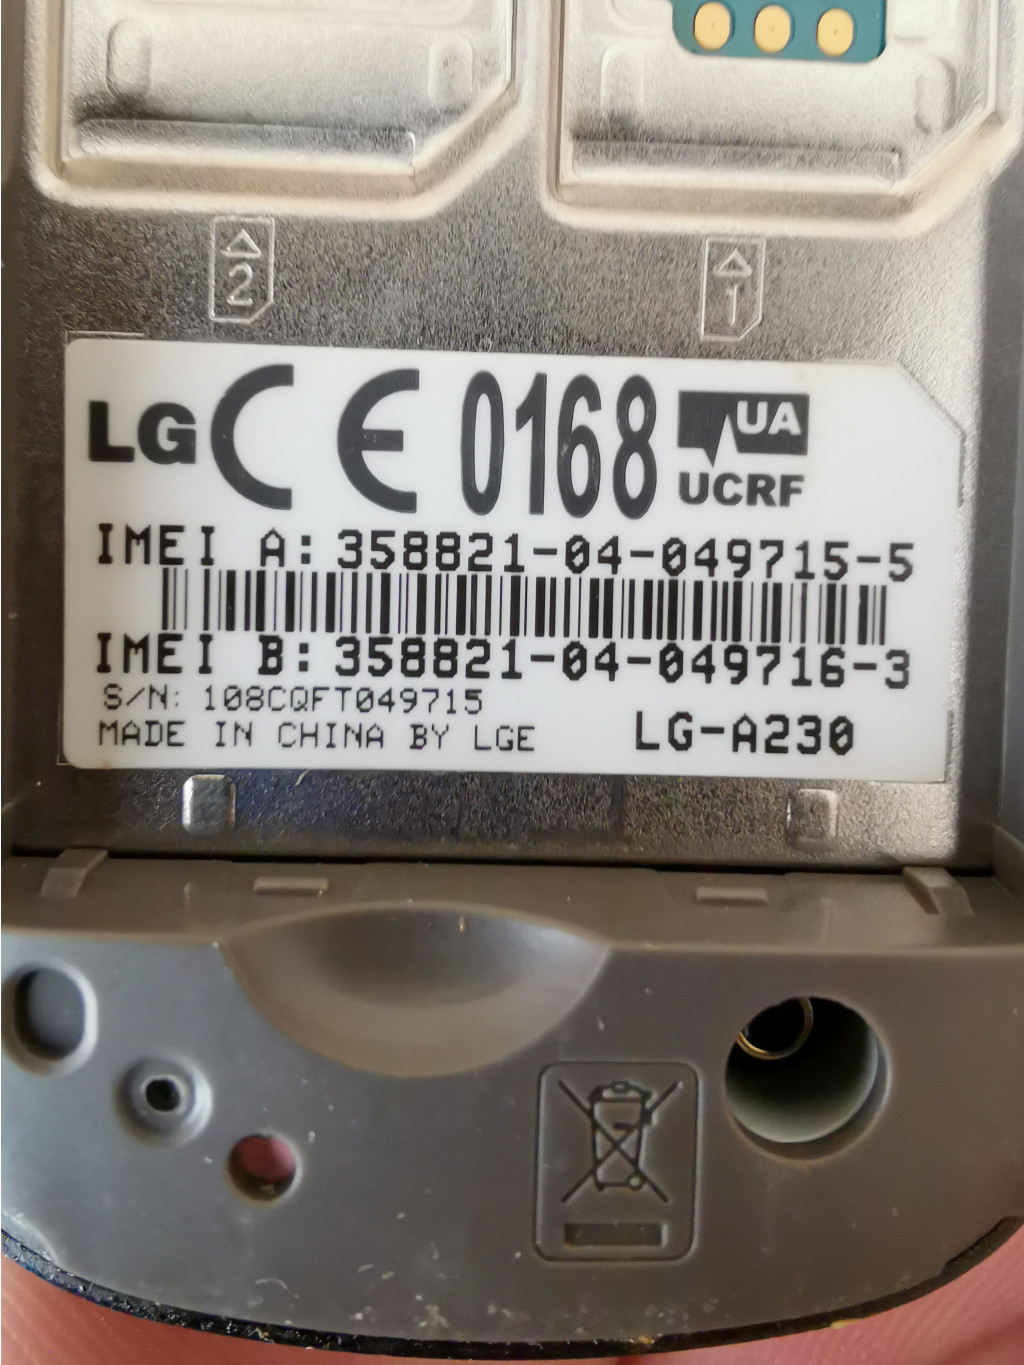 2 1
LG CE 0168 UA
UCRF
IMEI A: 358821-04-049715-5
IMEI B: 358821-04-049716-3
S/N: 108CQFT049715
MADE IN CHINA BY LGE LG-A230